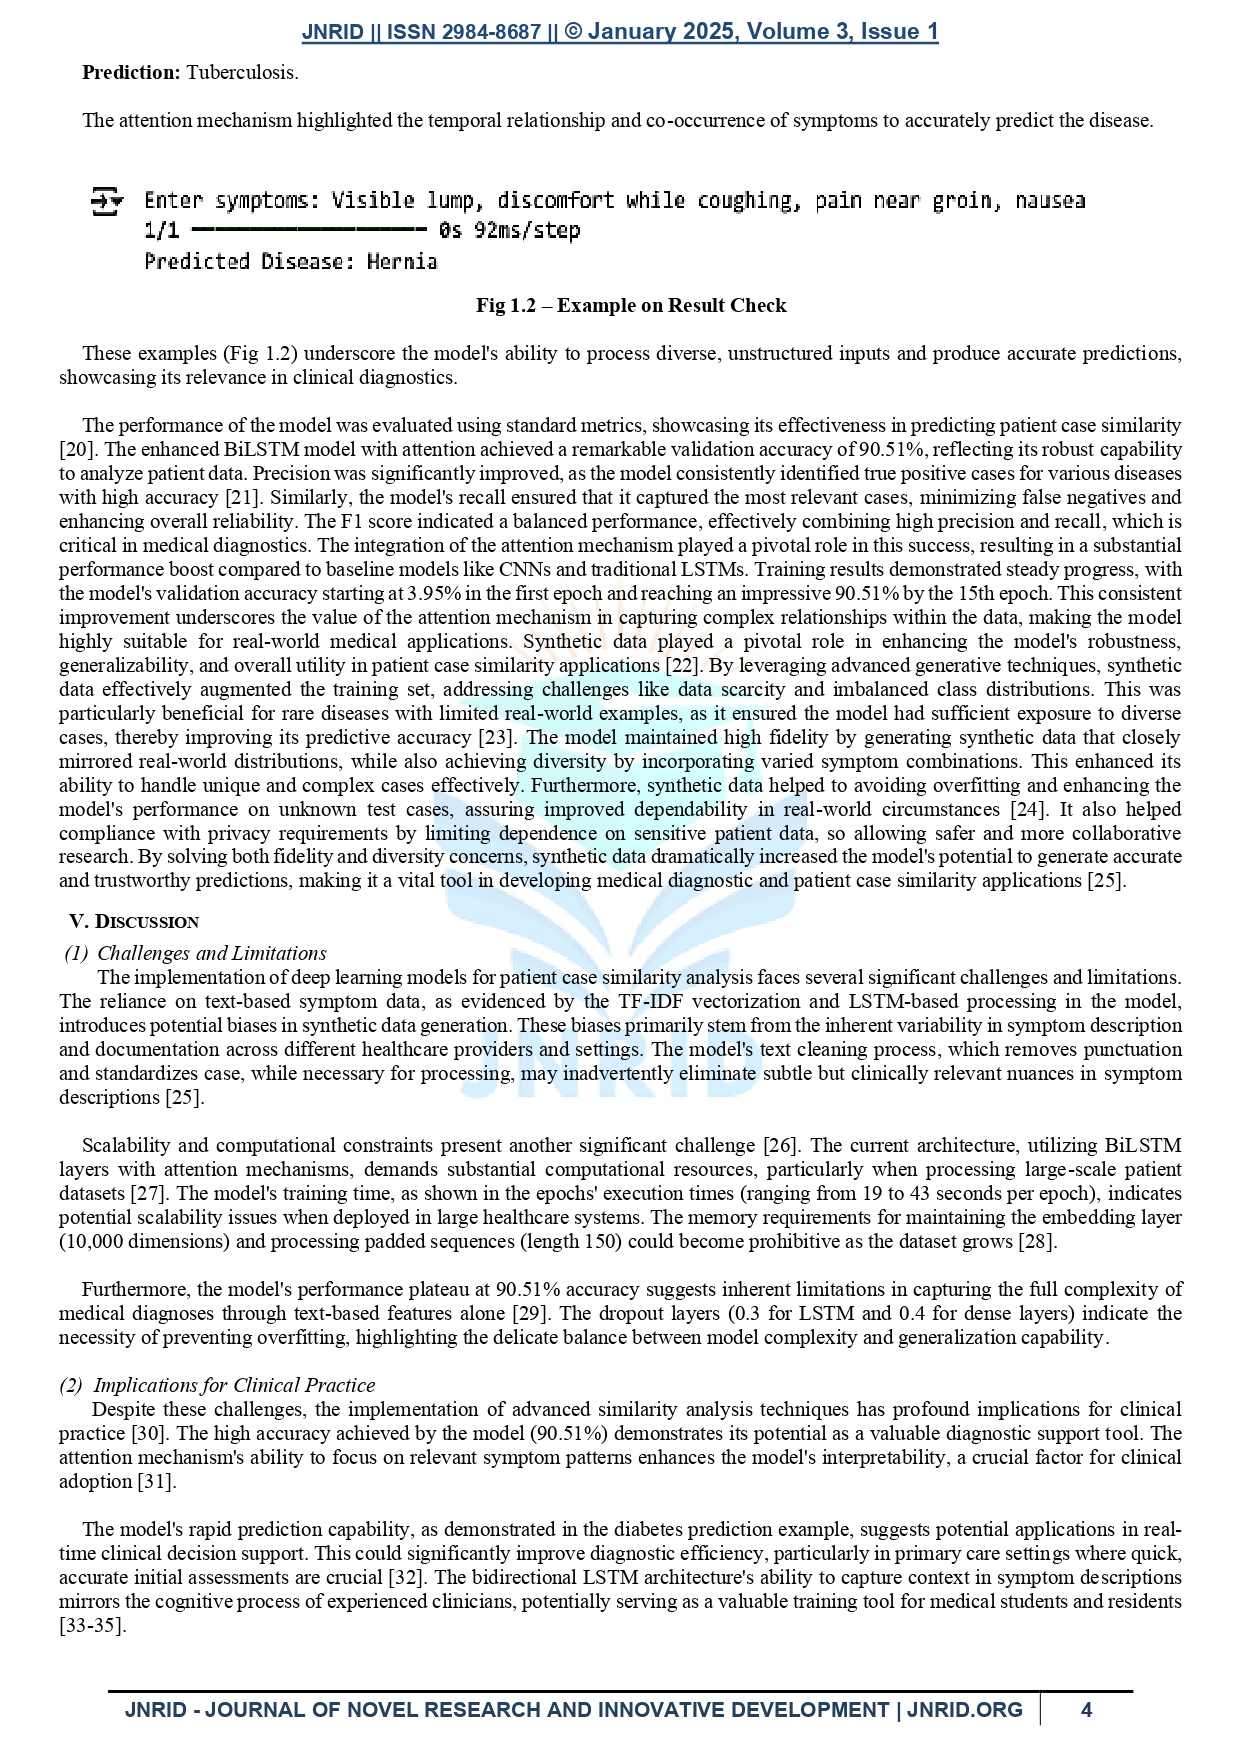 JNRID || ISSN 2984-8687 || © January 2025, Volume 3, Issue 1
Prediction: Tuberculosis.
The attention mechanism highlighted the temporal relationship and co-occurrence of symptoms to accurately predict the disease.
Enter symptoms: Visible lump, discomfort while coughing, pain near groin, nausea
1/1 ━━━━━━━━━━━━━━━━━━━━ 0s 92ms/step
Predicted Disease: Hernia
Fig 1.2 – Example on Result Check
These examples (Fig 1.2) underscore the model's ability to process diverse, unstructured inputs and produce accurate predictions,
showcasing its relevance in clinical diagnostics.
The performance of the model was evaluated using standard metrics, showcasing its effectiveness in predicting patient case similarity
[20]. The enhanced BiLSTM model with attention achieved a remarkable validation accuracy of 90.51%, reflecting its robust capability
to analyze patient data. Precision was significantly improved, as the model consistently identified true positive cases for various diseases
with high accuracy [21]. Similarly, the model's recall ensured that it captured the most relevant cases, minimizing false negatives and
enhancing overall reliability. The F1 score indicated a balanced performance, effectively combining high precision and recall, which is
critical in medical diagnostics. The integration of the attention mechanism played a pivotal role in this success, resulting in a substantial
performance boost compared to baseline models like CNNs and traditional LSTMs. Training results demonstrated steady progress, with
the model's validation accuracy starting at 3.95% in the first epoch and reaching an impressive 90.51% by the 15th epoch. This consistent
improvement underscores the value of the attention mechanism in capturing complex relationships within the data, making the model
highly suitable for real-world medical applications. Synthetic data played a pivotal role in enhancing the model's robustness,
generalizability, and overall utility in patient case similarity applications [22]. By leveraging advanced generative techniques, synthetic
data effectively augmented the training set, addressing challenges like data scarcity and imbalanced class distributions. This was
particularly beneficial for rare diseases with limited real-world examples, as it ensured the model had sufficient exposure to diverse
cases, thereby improving its predictive accuracy [23]. The model maintained high fidelity by generating synthetic data that closely
mirrored real-world distributions, while also achieving diversity by incorporating varied symptom combinations. This enhanced its
ability to handle unique and complex cases effectively. Furthermore, synthetic data helped to avoiding overfitting and enhancing the
model's performance on unknown test cases, assuring improved dependability in real-world circumstances [24]. It also helped
compliance with privacy requirements by limiting dependence on sensitive patient data, so allowing safer and more collaborative
research. By solving both fidelity and diversity concerns, synthetic data dramatically increased the model's potential to generate accurate
and trustworthy predictions, making it a vital tool in developing medical diagnostic and patient case similarity applications [25].
V. DISCUSSION
(1) Challenges and Limitations
The implementation of deep learning models for patient case similarity analysis faces several significant challenges and limitations.
The reliance on text-based symptom data, as evidenced by the TF-IDF vectorization and LSTM-based processing in the model,
introduces potential biases in synthetic data generation. These biases primarily stem from the inherent variability in symptom description
and documentation across different healthcare providers and settings. The model's text cleaning process, which removes punctuation
and standardizes case, while necessary for processing, may inadvertently eliminate subtle but clinically relevant nuances in symptom
descriptions [25].
JNRID
Scalability and computational constraints present another significant challenge [26]. The current architecture, utilizing BiLSTM
layers with attention mechanisms, demands substantial computational resources, particularly when processing large-scale patient
datasets [27]. The model's training time, as shown in the epochs' execution times (ranging from 19 to 43 seconds per epoch), indicates
potential scalability issues when deployed in large healthcare systems. The memory requirements for maintaining the embedding layer
(10,000 dimensions) and processing padded sequences (length 150) could become prohibitive as the dataset grows [28].
Furthermore, the model's performance plateau at 90.51% accuracy suggests inherent limitations in capturing the full complexity of
medical diagnoses through text-based features alone [29]. The dropout layers (0.3 for LSTM and 0.4 for dense layers) indicate the
necessity of preventing overfitting, highlighting the delicate balance between model complexity and generalization capability.
(2) Implications for Clinical Practice
Despite these challenges, the implementation of advanced similarity analysis techniques has profound implications for clinical
practice [30]. The high accuracy achieved by the model (90.51%) demonstrates its potential as a valuable diagnostic support tool. The
attention mechanism's ability to focus on relevant symptom patterns enhances the model's interpretability, a crucial factor for clinical
adoption [31].
The model's rapid prediction capability, as demonstrated in the diabetes prediction example, suggests potential applications in real-
time clinical decision support. This could significantly improve diagnostic efficiency, particularly in primary care settings where quick,
accurate initial assessments are crucial [32]. The bidirectional LSTM architecture's ability to capture context in symptom descriptions
mirrors the cognitive process of experienced clinicians, potentially serving as a valuable training tool for medical students and residents
[33-35].
JNRID - JOURNAL OF NOVEL RESEARCH AND INNOVATIVE DEVELOPMENT | JNRID.ORG 4